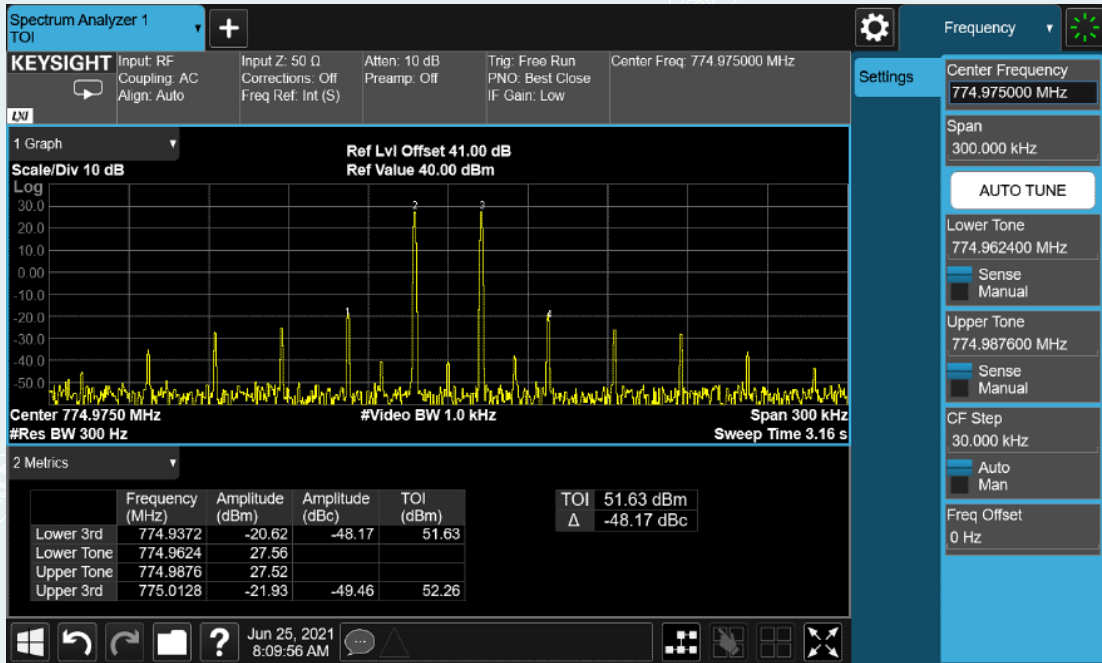 Spectrum Analyzer 1
TOI
+
Frequency
KEYSIGHT
Input: RF
Coupling: AC
Align: Auto
Input Z: 50 Ω
Corrections: Off
Freq Ref: Int (S)
Atten: 10 dB
Preamp: Off
Trig: Free Run
PNO: Best Close
IF Gain: Low
Center Freq: 774.975000 MHz
LXI
Settings
Center Frequency
774.975000 MHz
Span
300.000 kHz
AUTO TUNE
Lower Tone
774.962400 MHz
Sense
Manual
Upper Tone
774.987600 MHz
Sense
Manual
CF Step
30.000 kHz
Auto
Man
Freq Offset
0 Hz
1 Graph
Scale/Div 10 dB
Ref Lvl Offset 41.00 dB
Ref Value 40.00 dBm
Log
30.0
20.0
10.0
0.00
-10.0
-20.0
-30.0
-40.0
-50.0
1 2 2 4
Center 774.9750 MHz #Video BW 1.0 kHz Span 300 kHz
#Res BW 300 Hz Sweep Time 3.16 s
2 Metrics
Frequency Amplitude Amplitude TOI
(MHz) (dBm) (dBc) (dBm)
Lower 3rd 774.9372 -20.62 -48.17 51.63
Lower Tone 774.9624 27.56
Upper Tone 774.9876 27.52
Upper 3rd 775.0128 -21.93 -49.46 52.26
TOI 51.63 dBm
Δ -48.17 dBc
?
Jun 25, 2021
8:09:56 AM